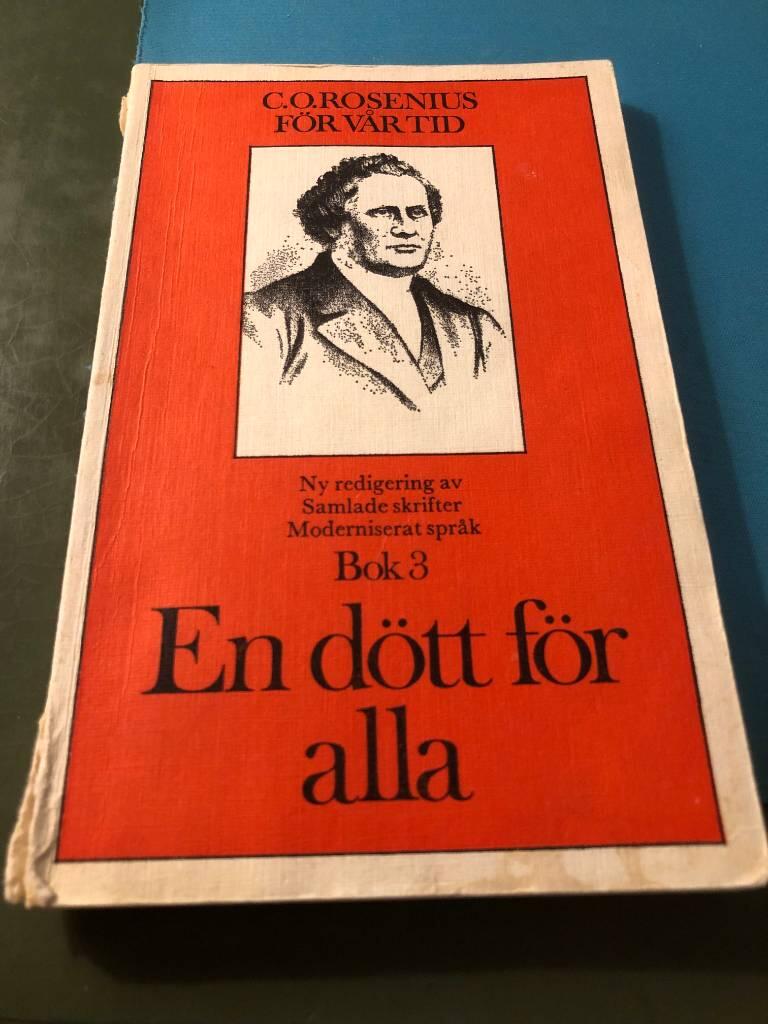 C.O.ROSENIUS
FÖR VÅR TID
Ny redigering av
Samlade skrifter
Moderniserat språk
Bok 3
En dött för
alla